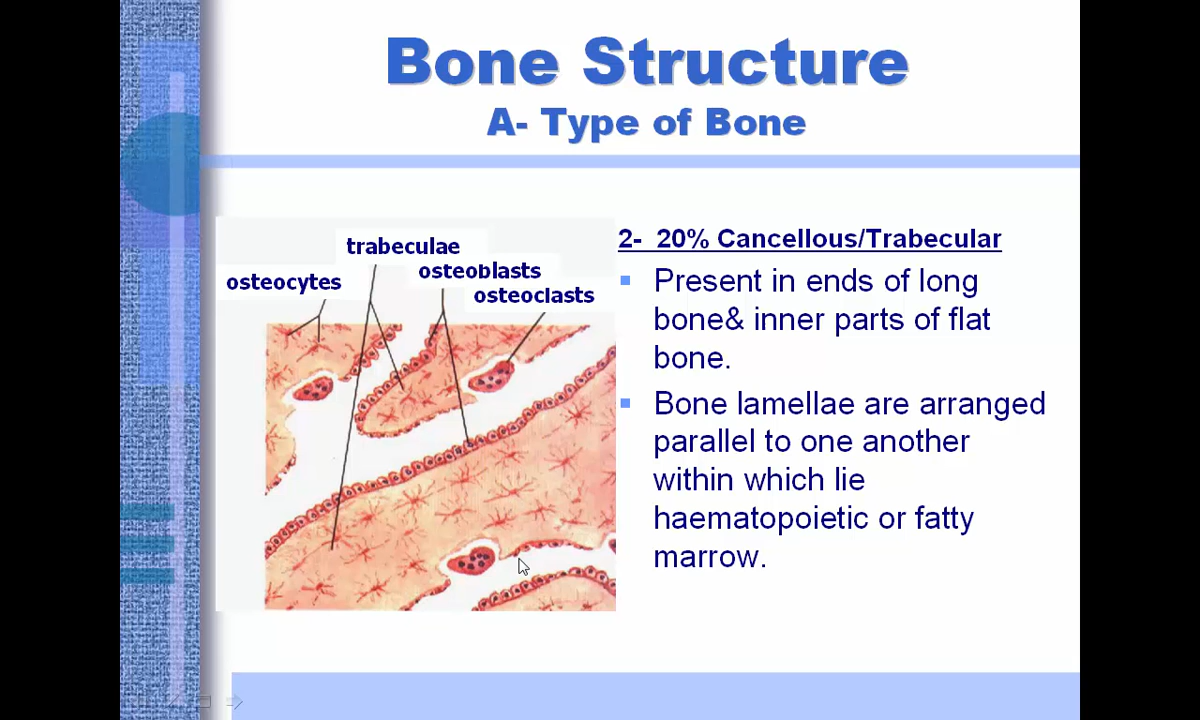 Bone Structure
A- Type of Bone
trabeculae
osteoblasts
osteocytes
osteoclasts
2- 20% Cancellous/Trabecular
Present in ends of long
bone& inner parts of flat
bone.
Bone lamellae are arranged
parallel to one another
within which lie
haematopoietic or fatty
marrow.